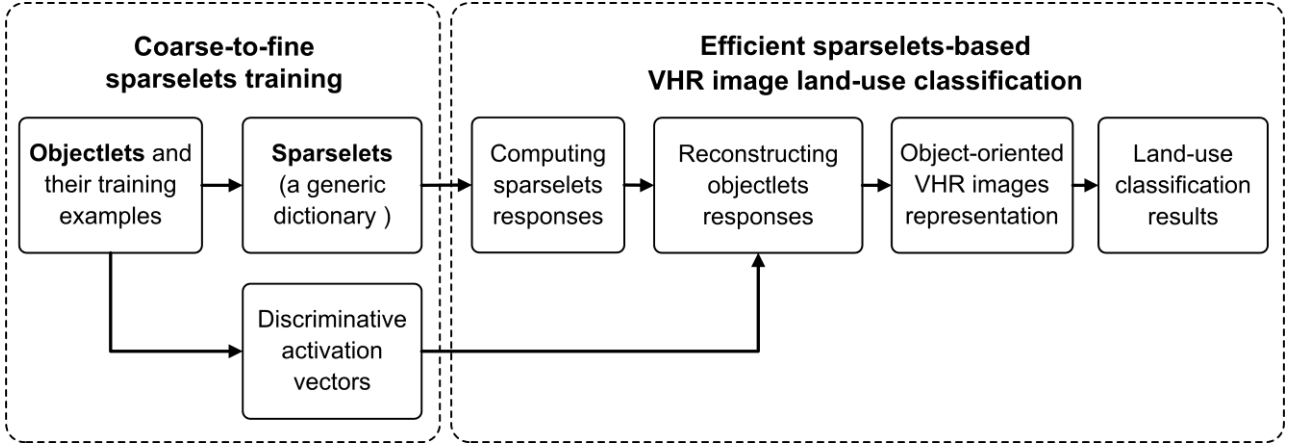 Coarse-to-fine
sparselets training
Efficient sparselets-based
VHR image land-use classification
Objectlets and
their training
examples
Sparselets
(a generic
dictionary )
Computing
sparselets
responses
Reconstructing
objectlets
responses
Object-oriented
VHR images
representation
Land-use
classification
results
Discriminative
activation
vectors